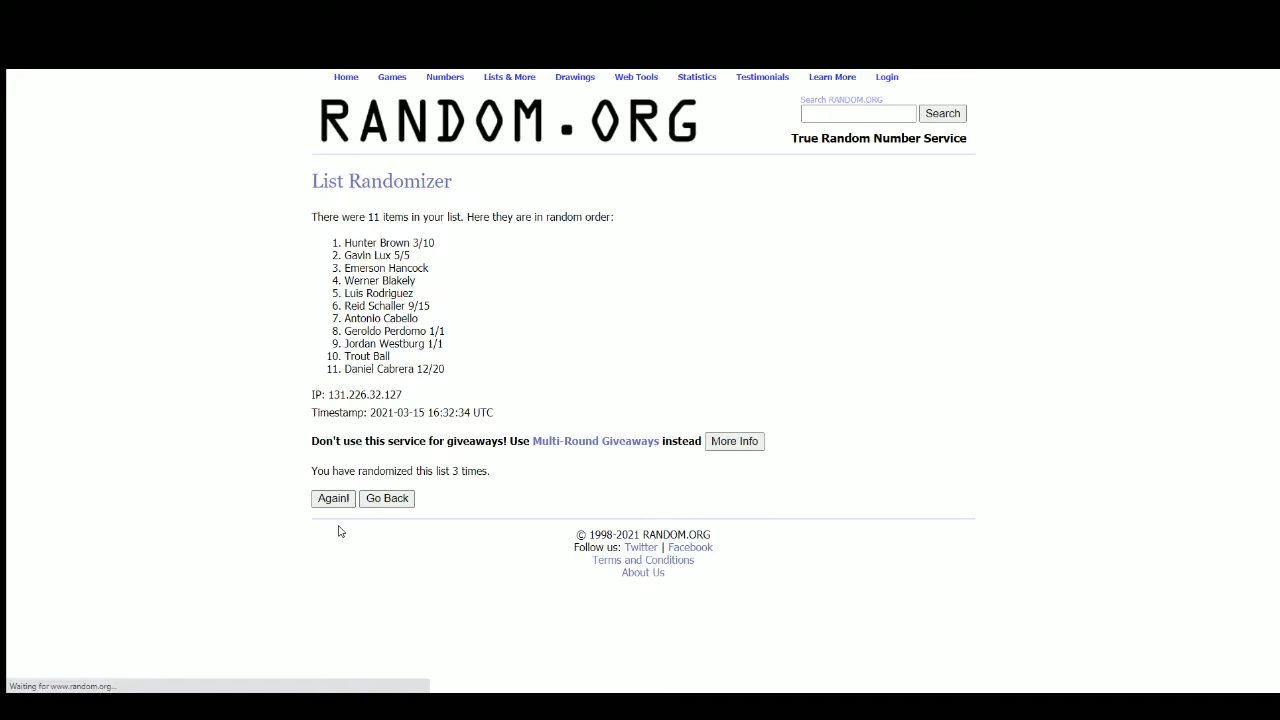 Home Games Numbers Lists & More Drawings Web Tools Statistics Testimonials Learn More Login
RANDOM.ORG
Search RANDOM.ORG
Search
True Random Number Service
List Randomizer
There were 11 items in your list. Here they are in random order:
1. Hunter Brown 3/10
2. Gavin Lux 5/5
3. Emerson Hancock
4. Werner Blakely
5. Luis Rodriguez
6. Reid Schaller 9/15
7. Antonio Cabello
8. Geroldo Perdomo 1/1
9. Jordan Westburg 1/1
10. Trout Ball
11. Daniel Cabrera 12/20
IP: 131.226.32.127
Timestamp: 2021-03-15 16:32:34 UTC
Don't use this service for giveaways! Use Multi-Round Giveaways instead More Info
You have randomized this list 3 times.
Again! Go Back
© 1998-2021 RANDOM.ORG
Follow us: Twitter | Facebook
Terms and Conditions
About Us
Waiting for www.random.org...